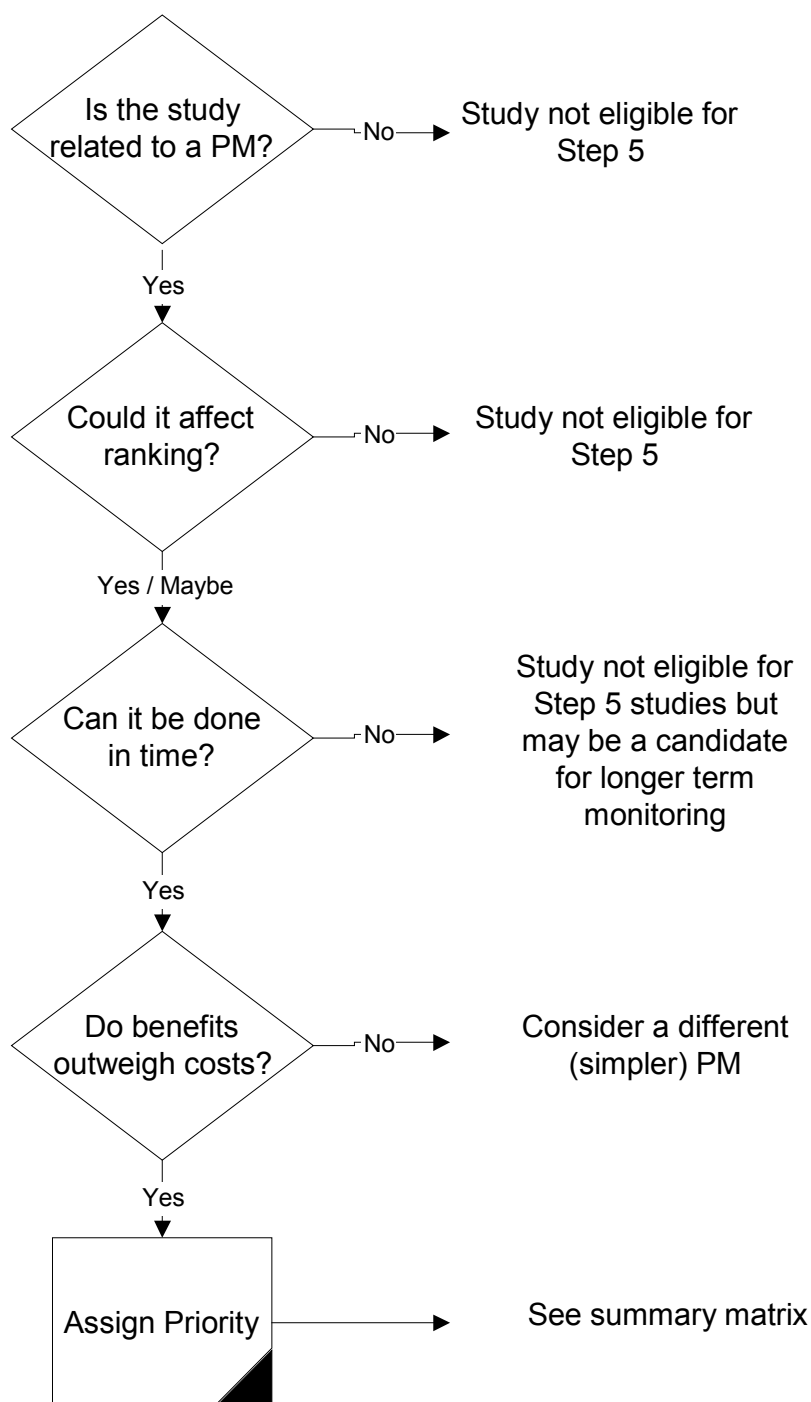 Is the study
related to a PM?
No
Study not eligible for
Step 5
Yes
Could it affect
ranking?
No
Study not eligible for
Step 5
Yes / Maybe
Can it be done
in time?
No
Study not eligible for
Step 5 studies but
may be a candidate
for longer term
monitoring
Yes
Do benefits
outweigh costs?
No
Consider a different
(simpler) PM
Yes
Assign Priority
See summary matrix